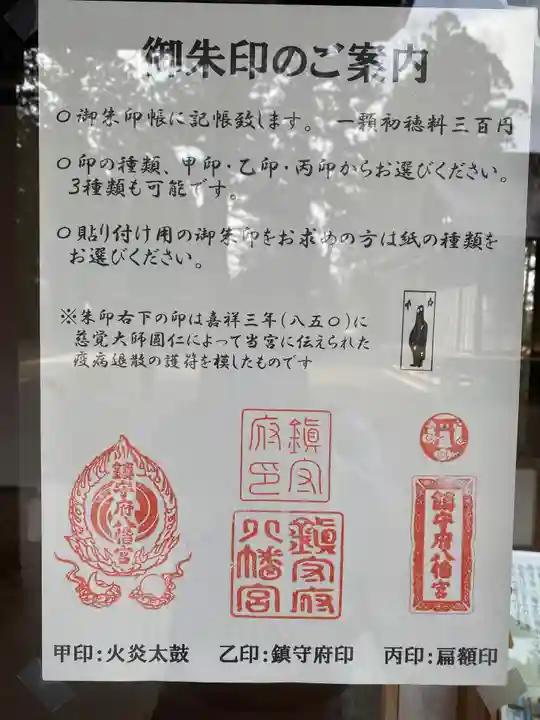 御朱印のご案内
○御朱印帳に記帳致します。 一顆初穂料三百円
○印の種類、甲印・乙印・丙印からお選びください。
3種類も可能です。
○貼り付け用の御朱印をお求めの方は紙の種類を
お選びください。
※朱印右下の印は嘉祥三年(八五〇)に
慈覚大師圓仁によって当宮に伝えられた
疫病退散の護符を模したものです
鎮守府八幡宮
鎮守
府印
鎮守府
八幡宮
鎮守府八幡宮
甲印:火炎太鼓 乙印:鎮守府印 丙印:扁額印